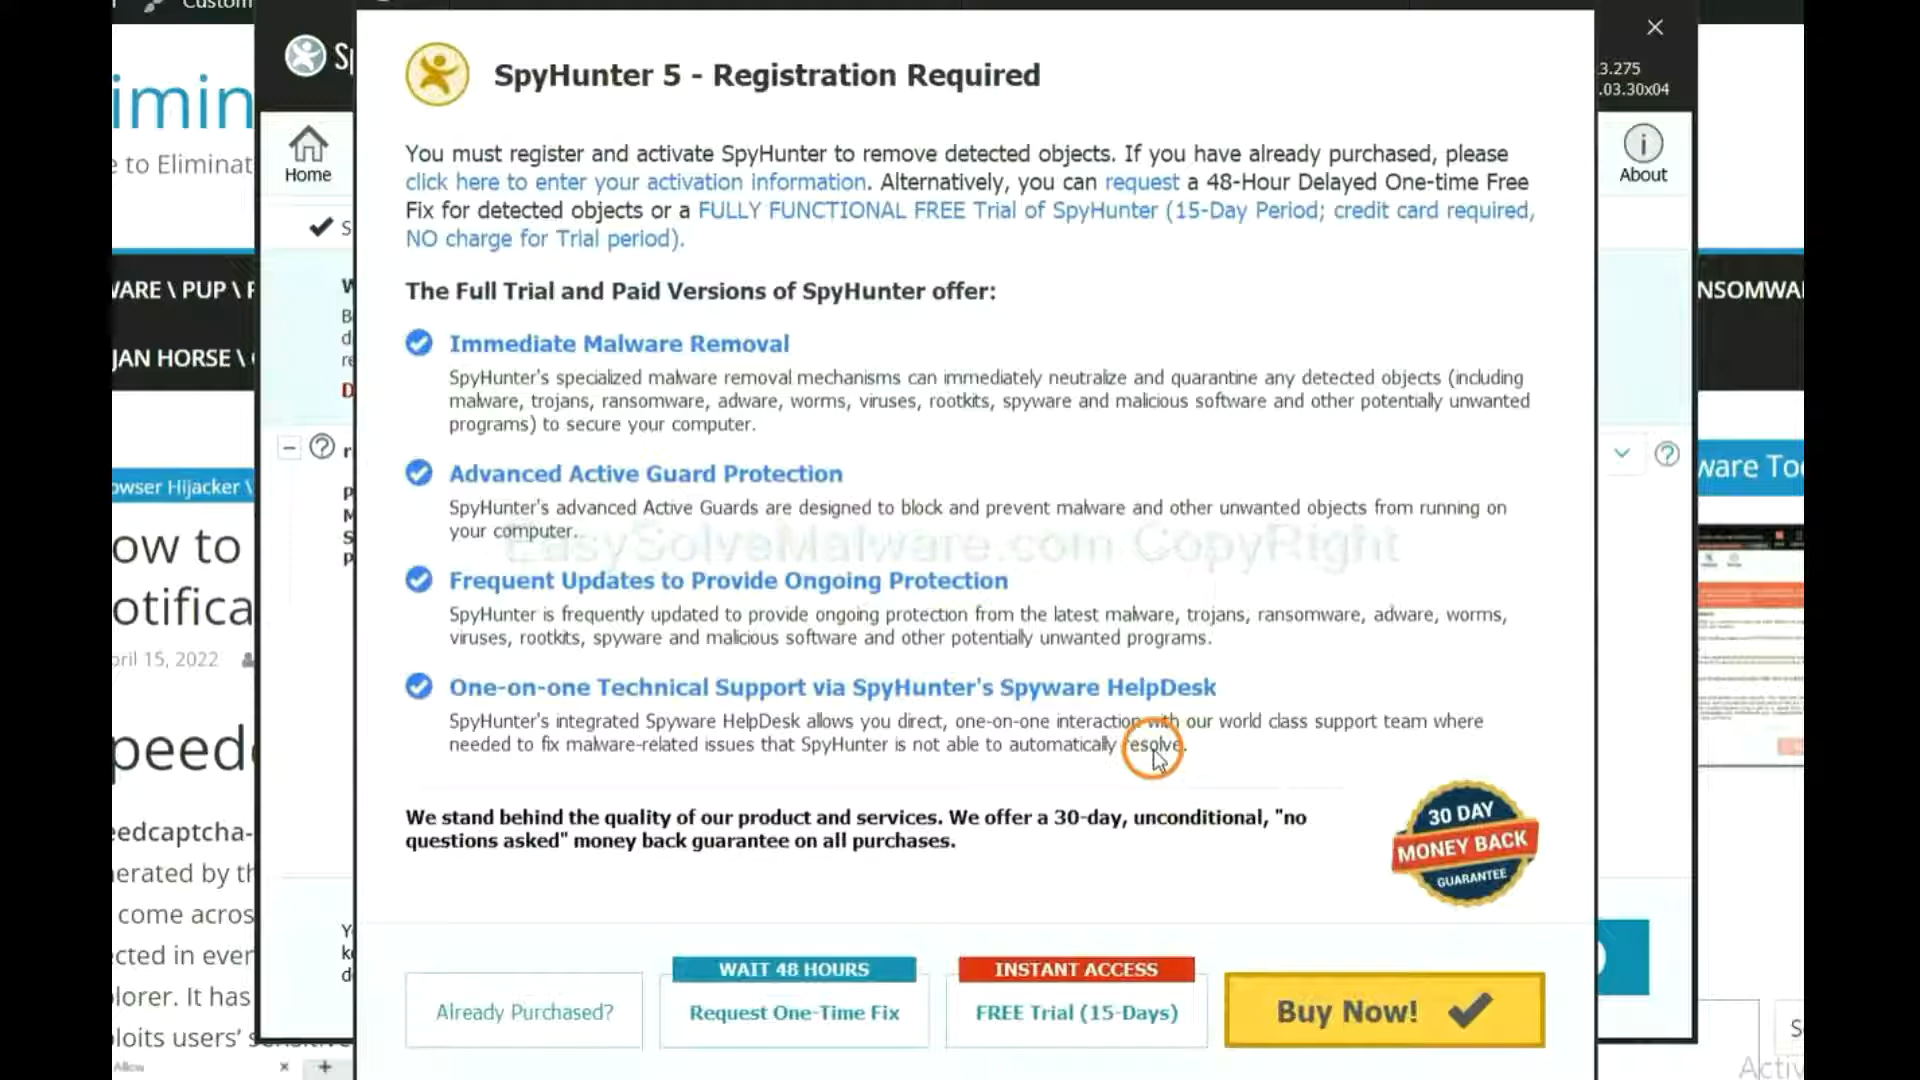 Custom
imin
e to Eliminat
WARE \ PUP \
JAN HORSE \
owser Hijacker \
ow to
otifica
pril 15, 2022
peed
eedcaptcha-
nerated by th
come acros
cted in ever
plorer. It has
ploits users’ sensitive
Allow
Sp
Home
3.275
.03.30x04
About
SpyHunter 5 - Registration Required
You must register and activate SpyHunter to remove detected objects. If you have already purchased, please
click here to enter your activation information. Alternatively, you can request a 48-Hour Delayed One-time Free
Fix for detected objects or a FULLY FUNCTIONAL FREE Trial of SpyHunter (15-Day Period; credit card required,
NO charge for Trial period).
The Full Trial and Paid Versions of SpyHunter offer:
Immediate Malware Removal
SpyHunter's specialized malware removal mechanisms can immediately neutralize and quarantine any detected objects (including
malware, trojans, ransomware, adware, worms, viruses, rootkits, spyware and malicious software and other potentially unwanted
programs) to secure your computer.
Advanced Active Guard Protection
SpyHunter's advanced Active Guards are designed to block and prevent malware and other unwanted objects from running on
your computer.
EasySolveMalware.com CopyRight
Frequent Updates to Provide Ongoing Protection
SpyHunter is frequently updated to provide ongoing protection from the latest malware, trojans, ransomware, adware, worms,
viruses, rootkits, spyware and malicious software and other potentially unwanted programs.
One-on-one Technical Support via SpyHunter's Spyware HelpDesk
SpyHunter's integrated Spyware HelpDesk allows you direct, one-on-one interaction with our world class support team where
needed to fix malware-related issues that SpyHunter is not able to automatically resolve.
We stand behind the quality of our product and services. We offer a 30-day, unconditional, "no
questions asked" money back guarantee on all purchases.
30 DAY
MONEY BACK
GUARANTEE
Already Purchased?
WAIT 48 HOURS
Request One-Time Fix
INSTANT ACCESS
FREE Trial (15-Days)
Buy Now!
NSOMWA
ware Too
Activ